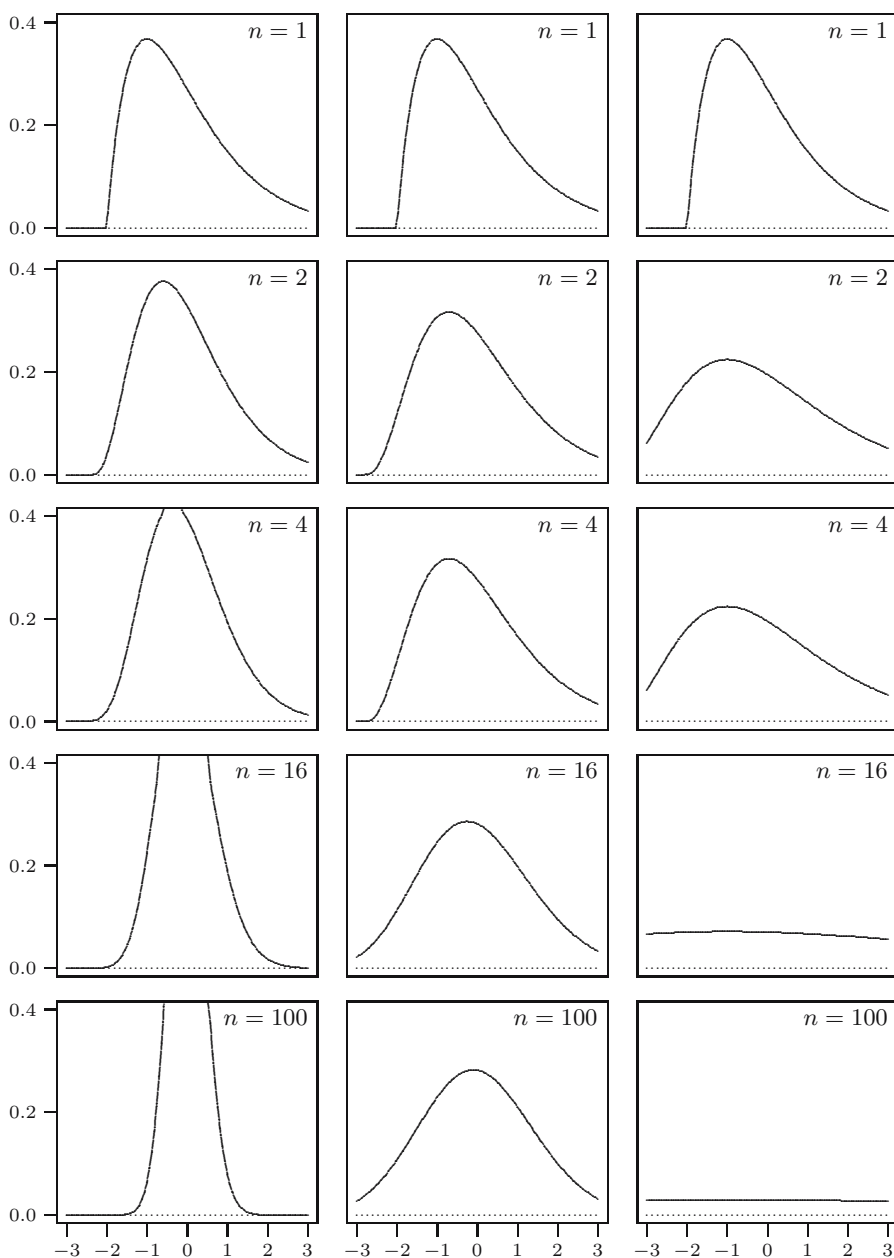 0.4
n = 1
n = 1
n = 1
0.2
0.0
0.4
n = 2
n = 2
n = 2
0.2
0.0
0.4
n = 4
n = 4
n = 4
0.2
0.0
0.4
n = 16
n = 16
n = 16
0.2
0.0
0.4
n = 100
n = 100
n = 100
0.2
0.0
−3 −2 −1 0 1 2 3 −3 −2 −1 0 1 2 3 −3 −2 −1 0 1 2 3